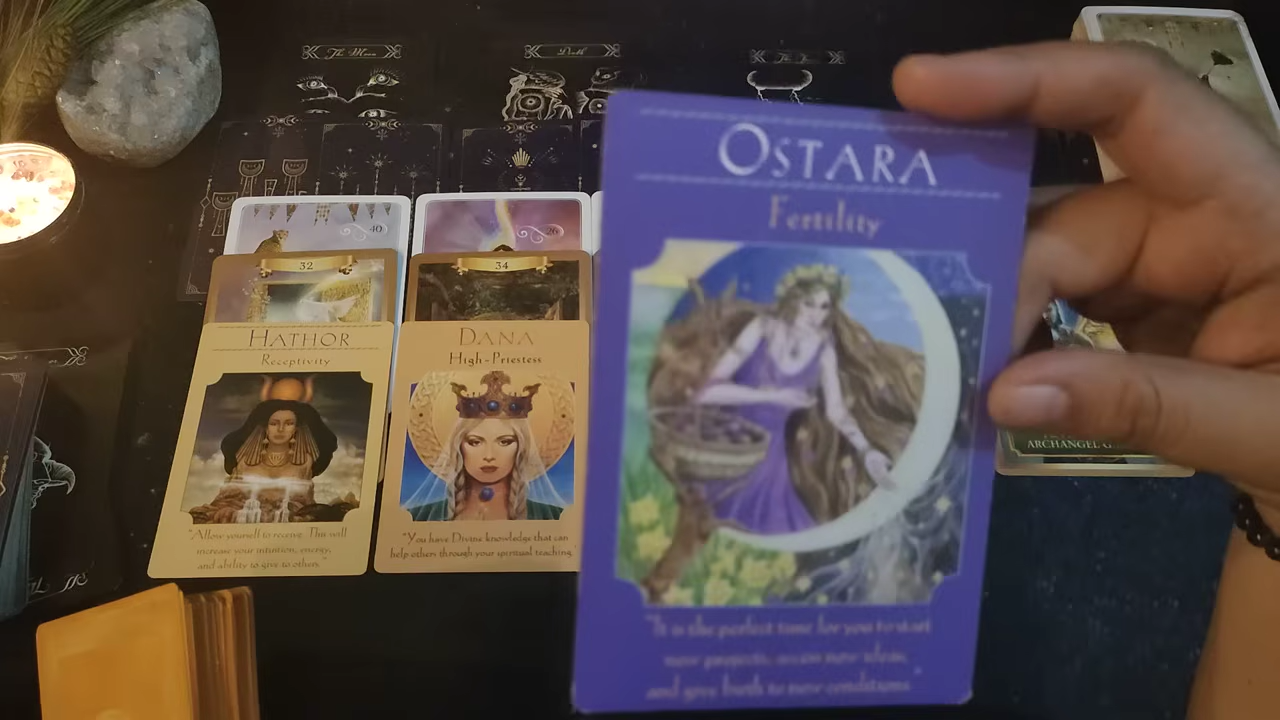 The Moon
Death
40
26
32
34
HATHOR
Receptivity
"Allow yourself to receive. This will
increase your intuition, energy,
and ability to give to others."
DANA
High-Priestess
"You have Divine knowledge that can
help others through your spiritual teaching."
OSTARA
Fertility
"It is the perfect time for you to start
new projects, access new ideas,
and give birth to new conditions."
ARCHANGEL G